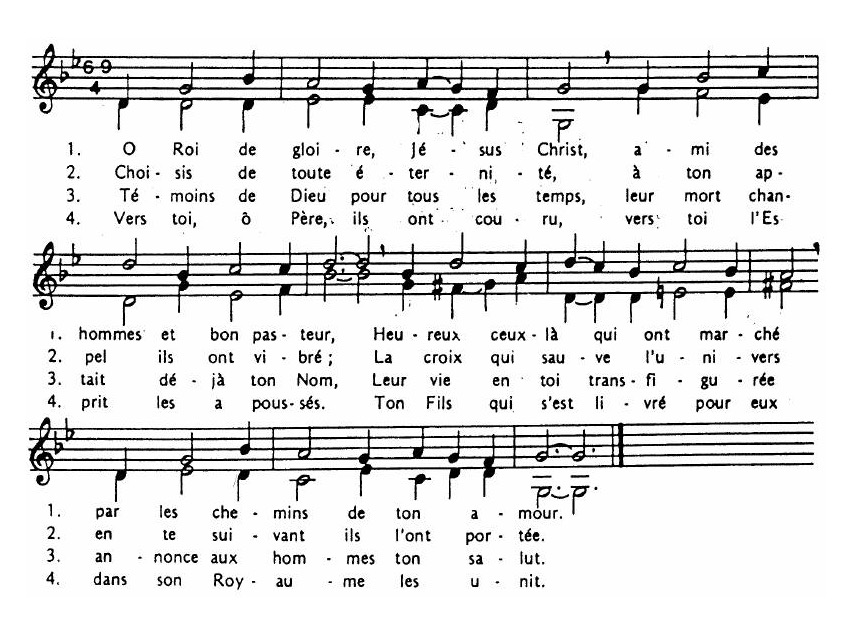 6 9
4
1. O Roi de gloi - re, Jé - sus Christ, a - mi des
2. Choi - sis de toute é - ter - ni - té, à ton ap-
3. Té - moins de Dieu pour tous les temps, leur mort chan-
4. Vers toi, ô Père, ils ont cou - ru, vers toi l'Es
1. hommes et bon pas - teur, Heu - reux ceux - là qui ont mar - ché
2. pel ils ont vi - bré ; La croix qui sau - ve l'u - ni - vers
3. tait dé - jà ton Nom, Leur vie en toi trans - fi - gu - rée
4. prit les a pous - sés. Ton Fils qui s'est li - vré pour eux
1. par les che - mins de ton a - mour.
2. en te sui - vant ils l'ont por - tée.
3. an - nonce aux hom - mes ton sa - lut.
4. dans son Roy - au - me les u - nit.